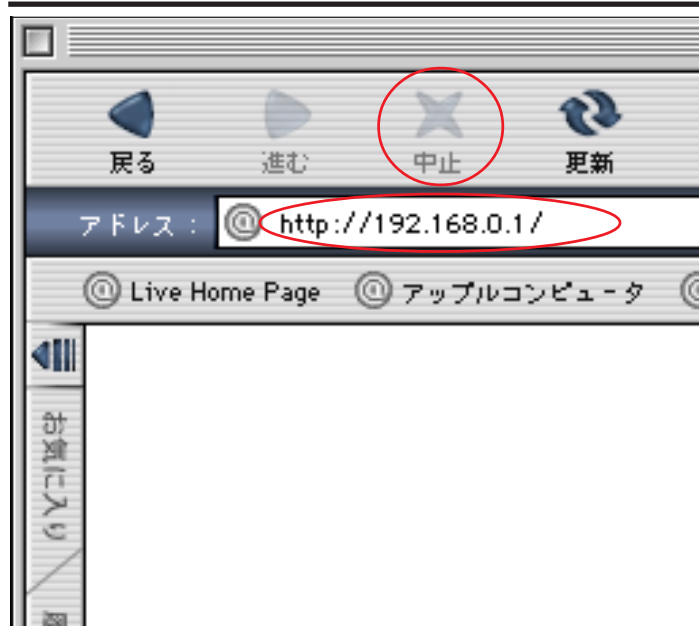 戻る 進む 中止 更新
アドレス： http://192.168.0.1/
Live Home Page アップルコンピュータ
お気に入り